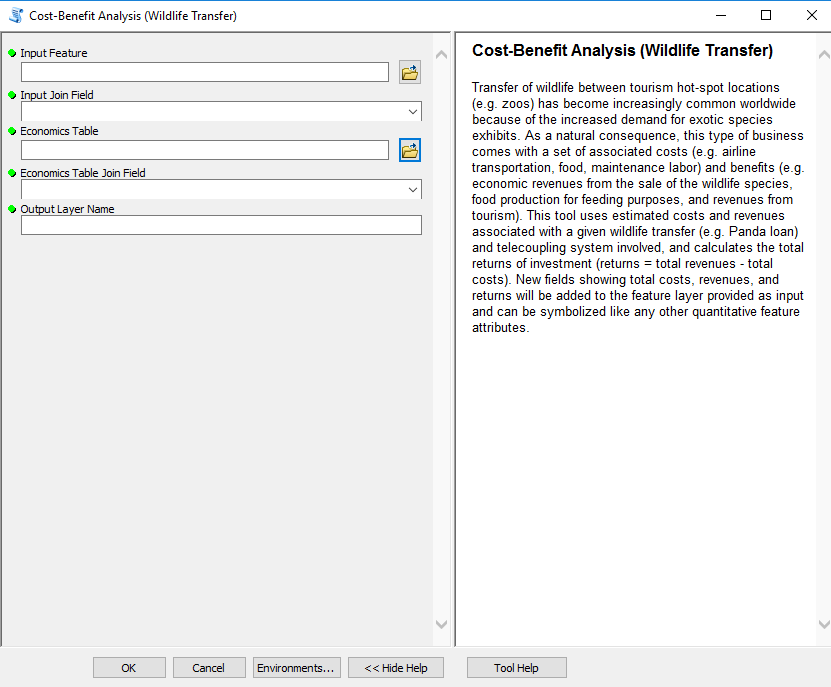 Cost-Benefit Analysis (Wildlife Transfer)
Input Feature
Input Join Field
Economics Table
Economics Table Join Field
Output Layer Name
Cost-Benefit Analysis (Wildlife Transfer)
Transfer of wildlife between tourism hot-spot locations
(e.g. zoos) has become increasingly common worldwide
because of the increased demand for exotic species
exhibits. As a natural consequence, this type of business
comes with a set of associated costs (e.g. airline
transportation, food, maintenance labor) and benefits (e.g.
economic revenues from the sale of the wildlife species,
food production for feeding purposes, and revenues from
tourism). This tool uses estimated costs and revenues
associated with a given wildlife transfer (e.g. Panda loan)
and telecoupling system involved, and calculates the total
returns of investment (returns = total revenues - total
costs). New fields showing total costs, revenues, and
returns will be added to the feature layer provided as input
and can be symbolized like any other quantitative feature
attributes.
OK
Cancel
Environments...
<< Hide Help
Tool Help